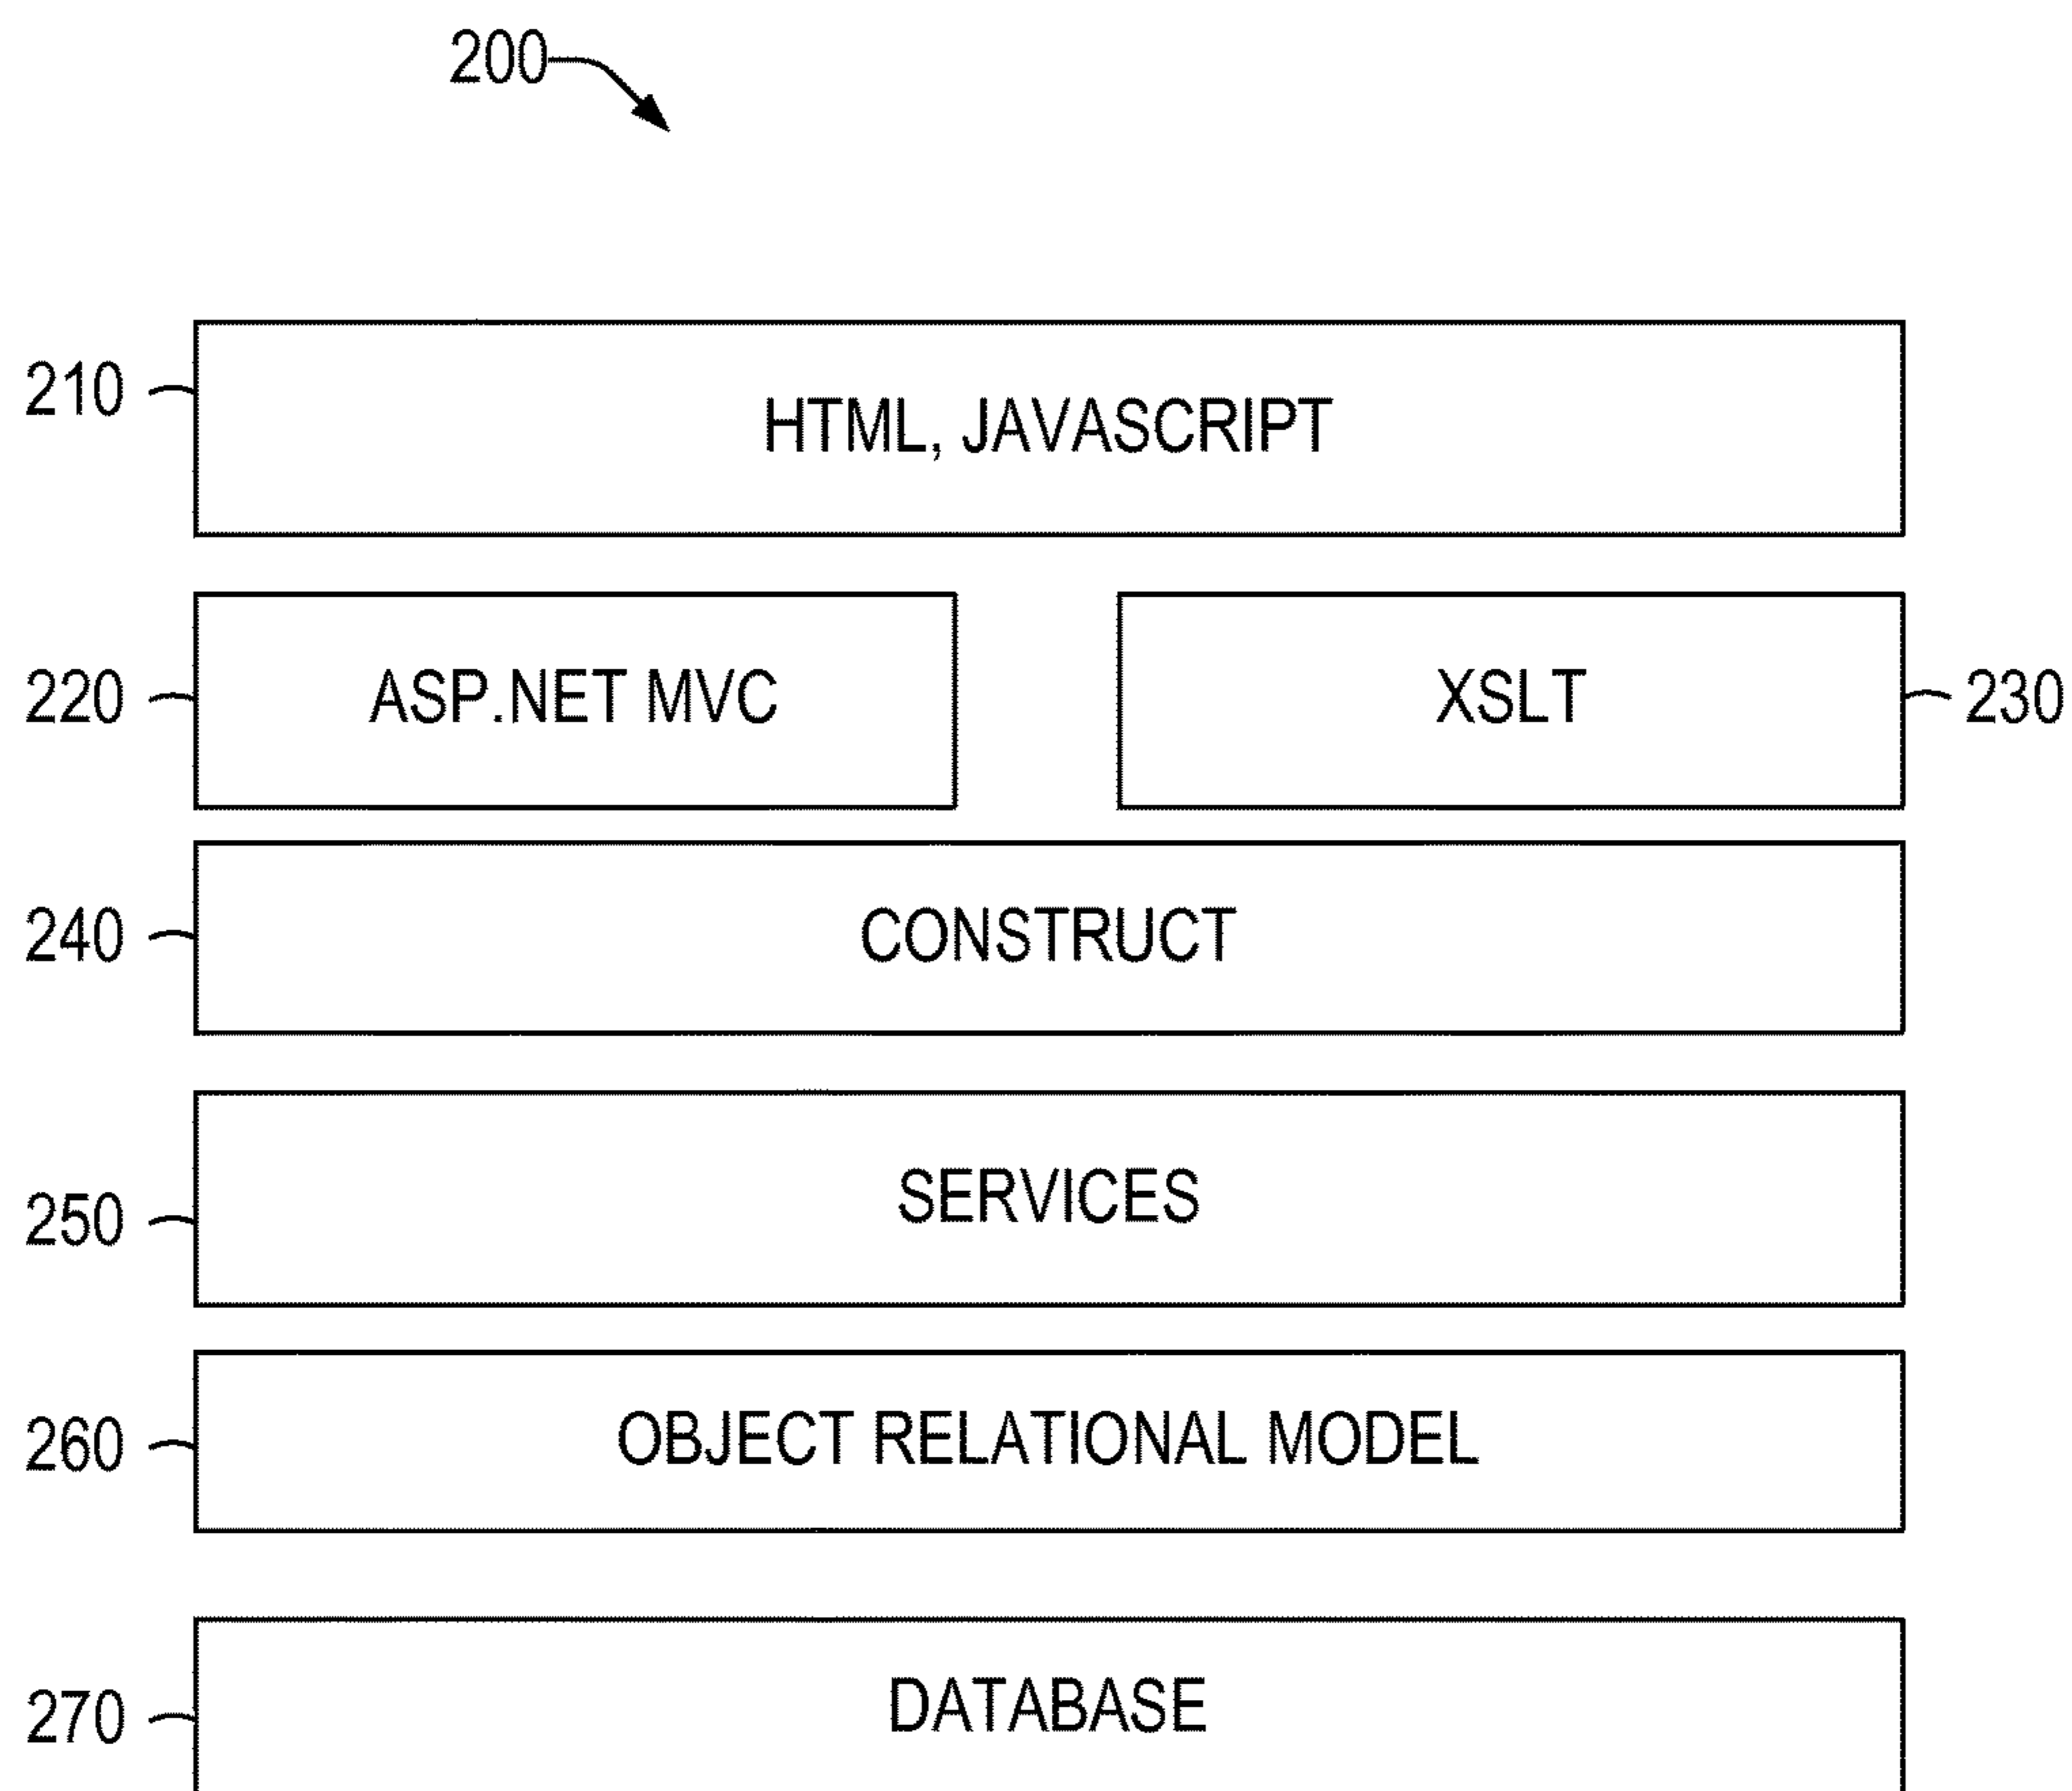 200
210 HTML, JAVASCRIPT
220 ASP.NET MVC XSLT 230
240 CONSTRUCT
250 SERVICES
260 OBJECT RELATIONAL MODEL
270 DATABASE